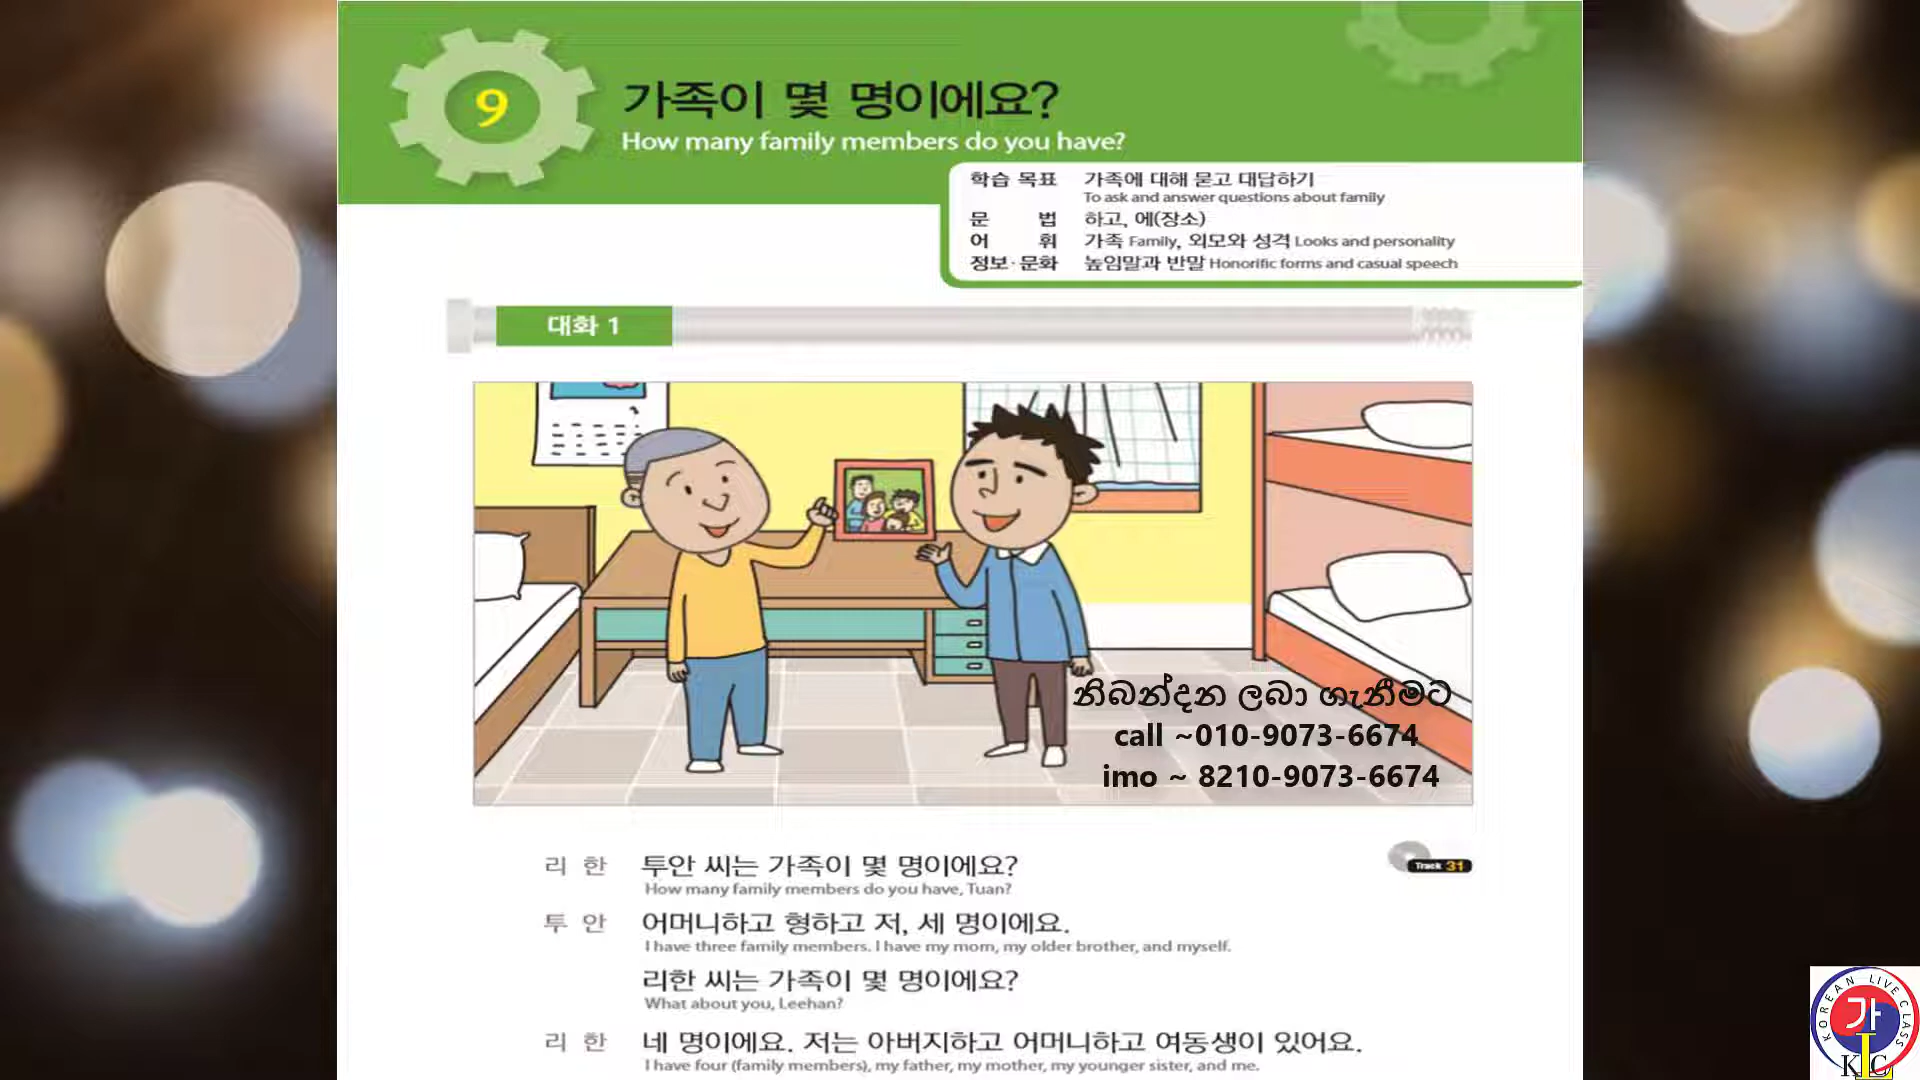 9
가족이 몇 명이에요?
How many family members do you have?
학습 목표 가족에 대해 묻고 대답하기
To ask and answer questions about family
문 법 하고, 에(장소)
어 휘 가족 Family, 외모와 성격 Looks and personality
정보·문화 높임말과 반말 Honorific forms and casual speech
대화 1
නිබන්දන ලබා ගැනීමට
call ~010-9073-6674
imo ~ 8210-9073-6674
Track 31
리 한 투안 씨는 가족이 몇 명이에요?
How many family members do you have, Tuan?
투 안 어머니하고 형하고 저, 세 명이에요.
I have three family members. I have my mom, my older brother, and myself.
리한 씨는 가족이 몇 명이에요?
What about you, Leehan?
리 한 네 명이에요. 저는 아버지하고 어머니하고 여동생이 있어요.
I have four (family members), my father, my mother, my younger sister, and me.
KOREAN LIVE CLASS
가
KLC